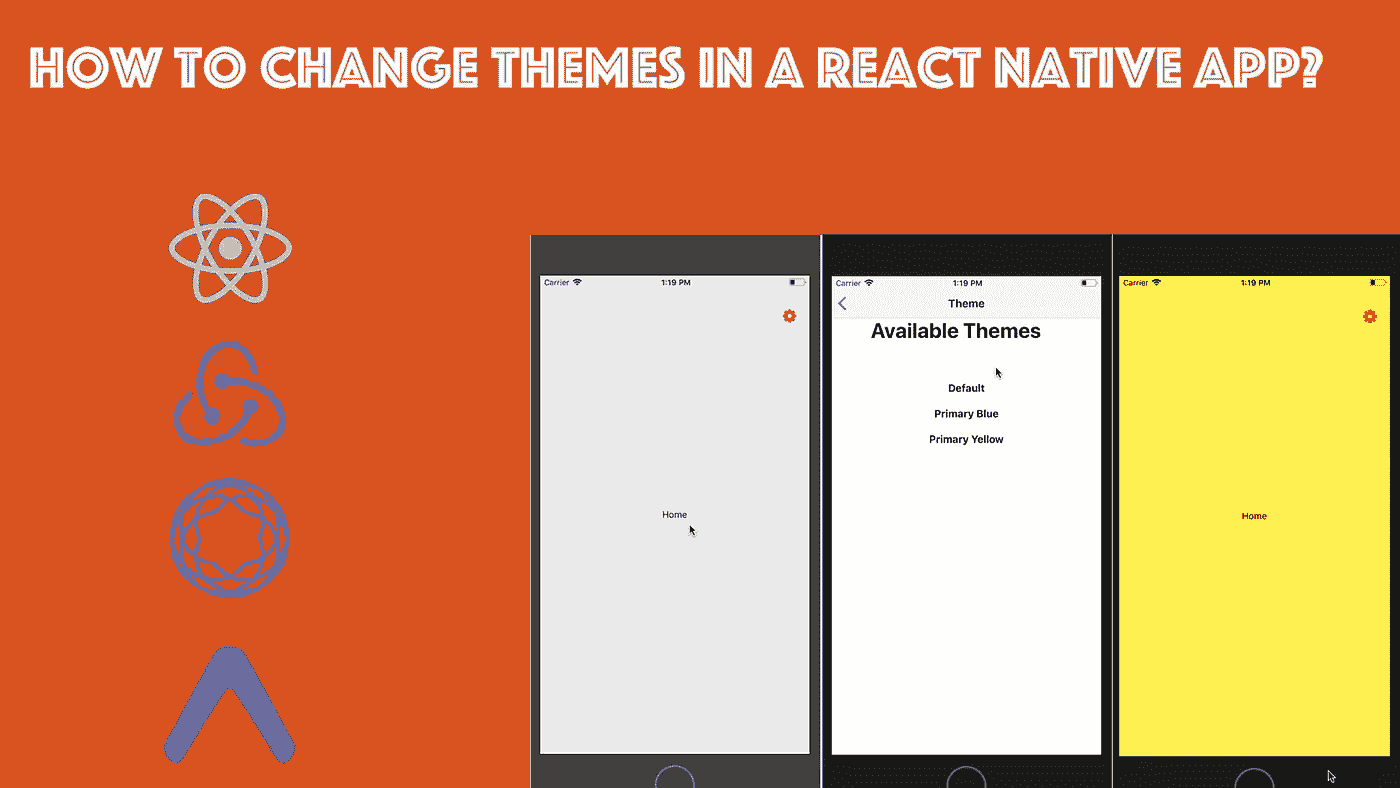 HOW TO CHANGE THEMES IN A REACT NATIVE APP?
Carrier 1:19 PM
Home
Carrier 1:19 PM
Theme
Available Themes
Default
Primary Blue
Primary Yellow
Carrier 1:19 PM
Home